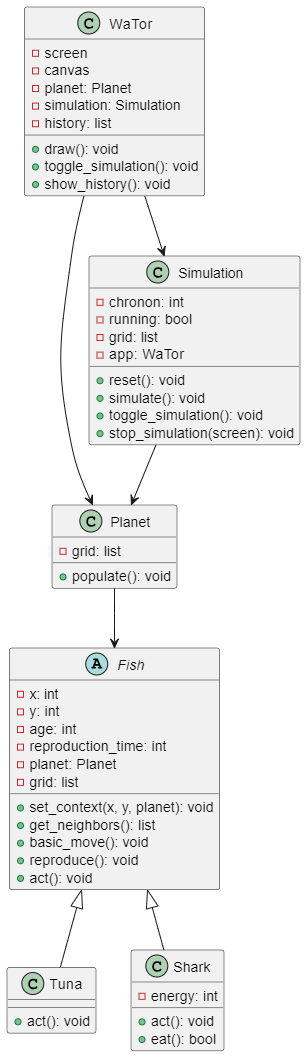 C WaTor
screen
canvas
planet: Planet
simulation: Simulation
history: list
draw(): void
toggle_simulation(): void
show_history(): void
C Simulation
chronon: int
running: bool
grid: list
app: WaTor
reset(): void
simulate(): void
toggle_simulation(): void
stop_simulation(screen): void
C Planet
grid: list
populate(): void
A Fish
x: int
y: int
age: int
reproduction_time: int
planet: Planet
grid: list
set_context(x, y, planet): void
get_neighbors(): list
basic_move(): void
reproduce(): void
act(): void
C Tuna
act(): void
C Shark
energy: int
act(): void
eat(): bool